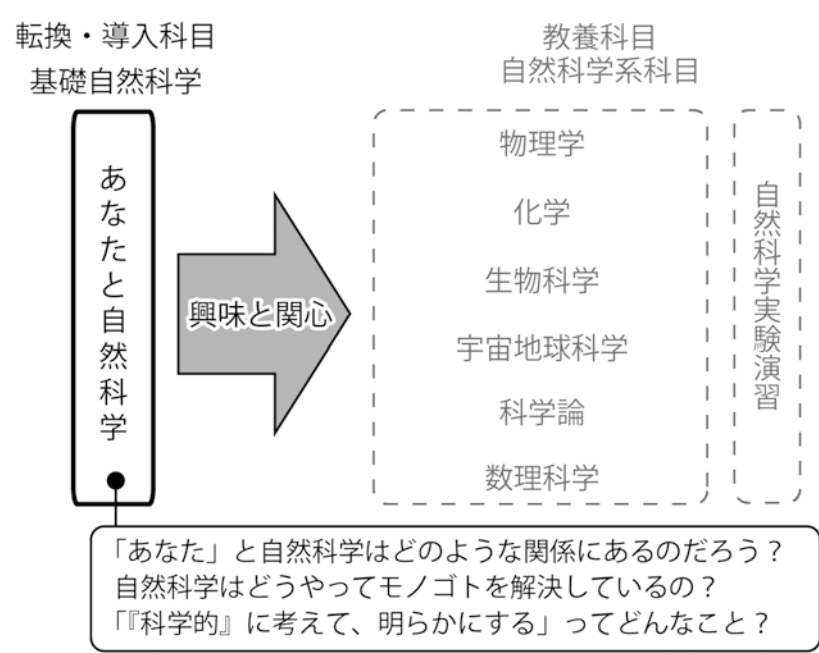 転換・導入科目
基礎自然科学
あなたと自然科学
興味と関心
教養科目
自然科学系科目
物理学
化学
生物科学
宇宙地球科学
科学論
数理科学
自然科学実験演習
「あなた」と自然科学はどのような関係にあるのだろう？
自然科学はどうやってモノゴトを解決しているの？
「『科学的』に考えて、明らかにする」ってどんなこと？